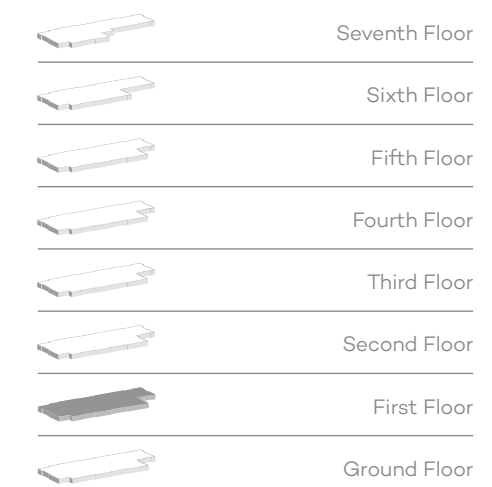 Seventh Floor
Sixth Floor
Fifth Floor
Fourth Floor
Third Floor
Second Floor
First Floor
Ground Floor